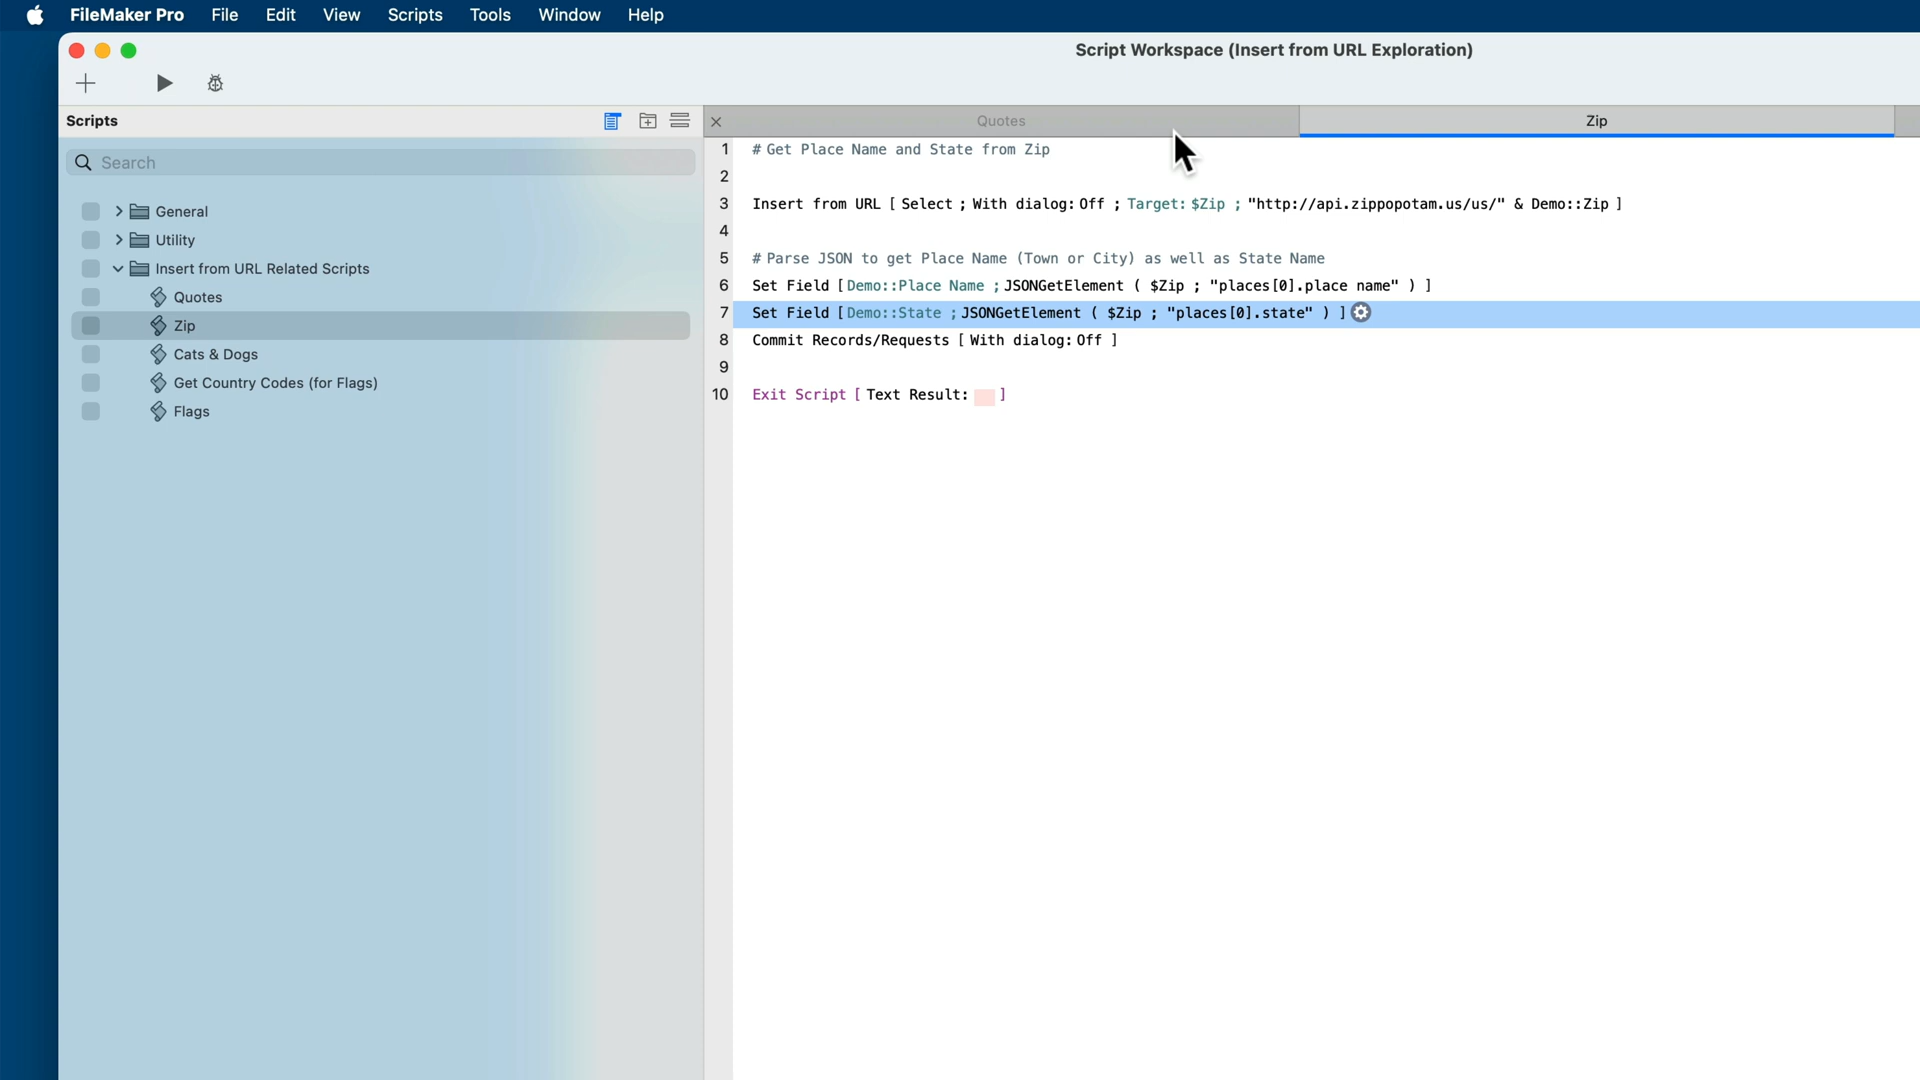 FileMaker Pro File Edit View Scripts Tools Window Help
Script Workspace (Insert from URL Exploration)
Scripts
Search
General
Utility
Insert from URL Related Scripts
Quotes
Zip
Cats & Dogs
Get Country Codes (for Flags)
Flags
Quotes
Zip
1 # Get Place Name and State from Zip
2
3 Insert from URL [ Select ; With dialog: Off ; Target: $Zip ; "http://api.zippopotam.us/us/" & Demo::Zip ]
4
5 # Parse JSON to get Place Name (Town or City) as well as State Name
6 Set Field [ Demo::Place Name ; JSONGetElement ( $Zip ; "places[0].place name" ) ]
7 Set Field [ Demo::State ; JSONGetElement ( $Zip ; "places[0].state" ) ]
8 Commit Records/Requests [ With dialog: Off ]
9
10 Exit Script [ Text Result: ]